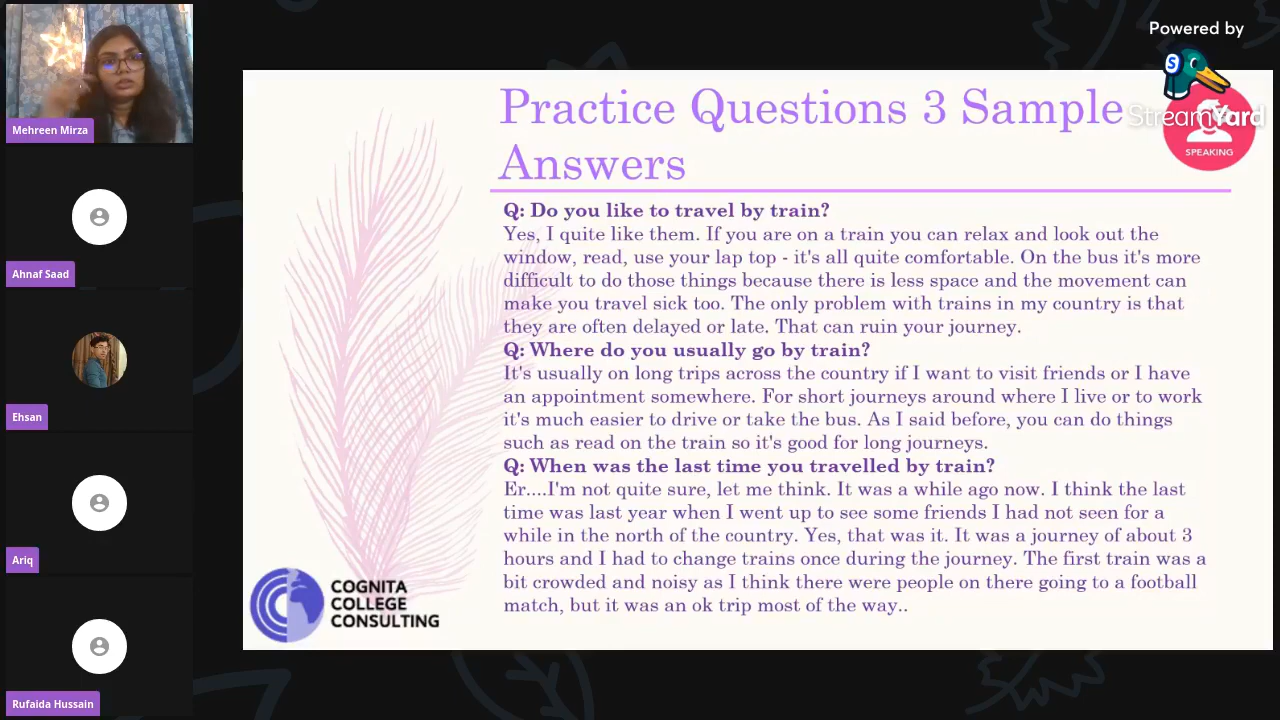 Mehreen Mirza
Ahnaf Saad
Ehsan
Ariq
Rufaida Hussain
Powered by
S
StreamYard
SPEAKING
Practice Questions 3 Sample
Answers
Q: Do you like to travel by train?
Yes, I quite like them. If you are on a train you can relax and look out the
window, read, use your lap top - it's all quite comfortable. On the bus it's more
difficult to do those things because there is less space and the movement can
make you travel sick too. The only problem with trains in my country is that
they are often delayed or late. That can ruin your journey.
Q: Where do you usually go by train?
It's usually on long trips across the country if I want to visit friends or I have
an appointment somewhere. For short journeys around where I live or to work
it's much easier to drive or take the bus. As I said before, you can do things
such as read on the train so it's good for long journeys.
Q: When was the last time you travelled by train?
Er....I'm not quite sure, let me think. It was a while ago now. I think the last
time was last year when I went up to see some friends I had not seen for a
while in the north of the country. Yes, that was it. It was a journey of about 3
hours and I had to change trains once during the journey. The first train was a
bit crowded and noisy as I think there were people on there going to a football
match, but it was an ok trip most of the way..
COGNITA
COLLEGE
CONSULTING